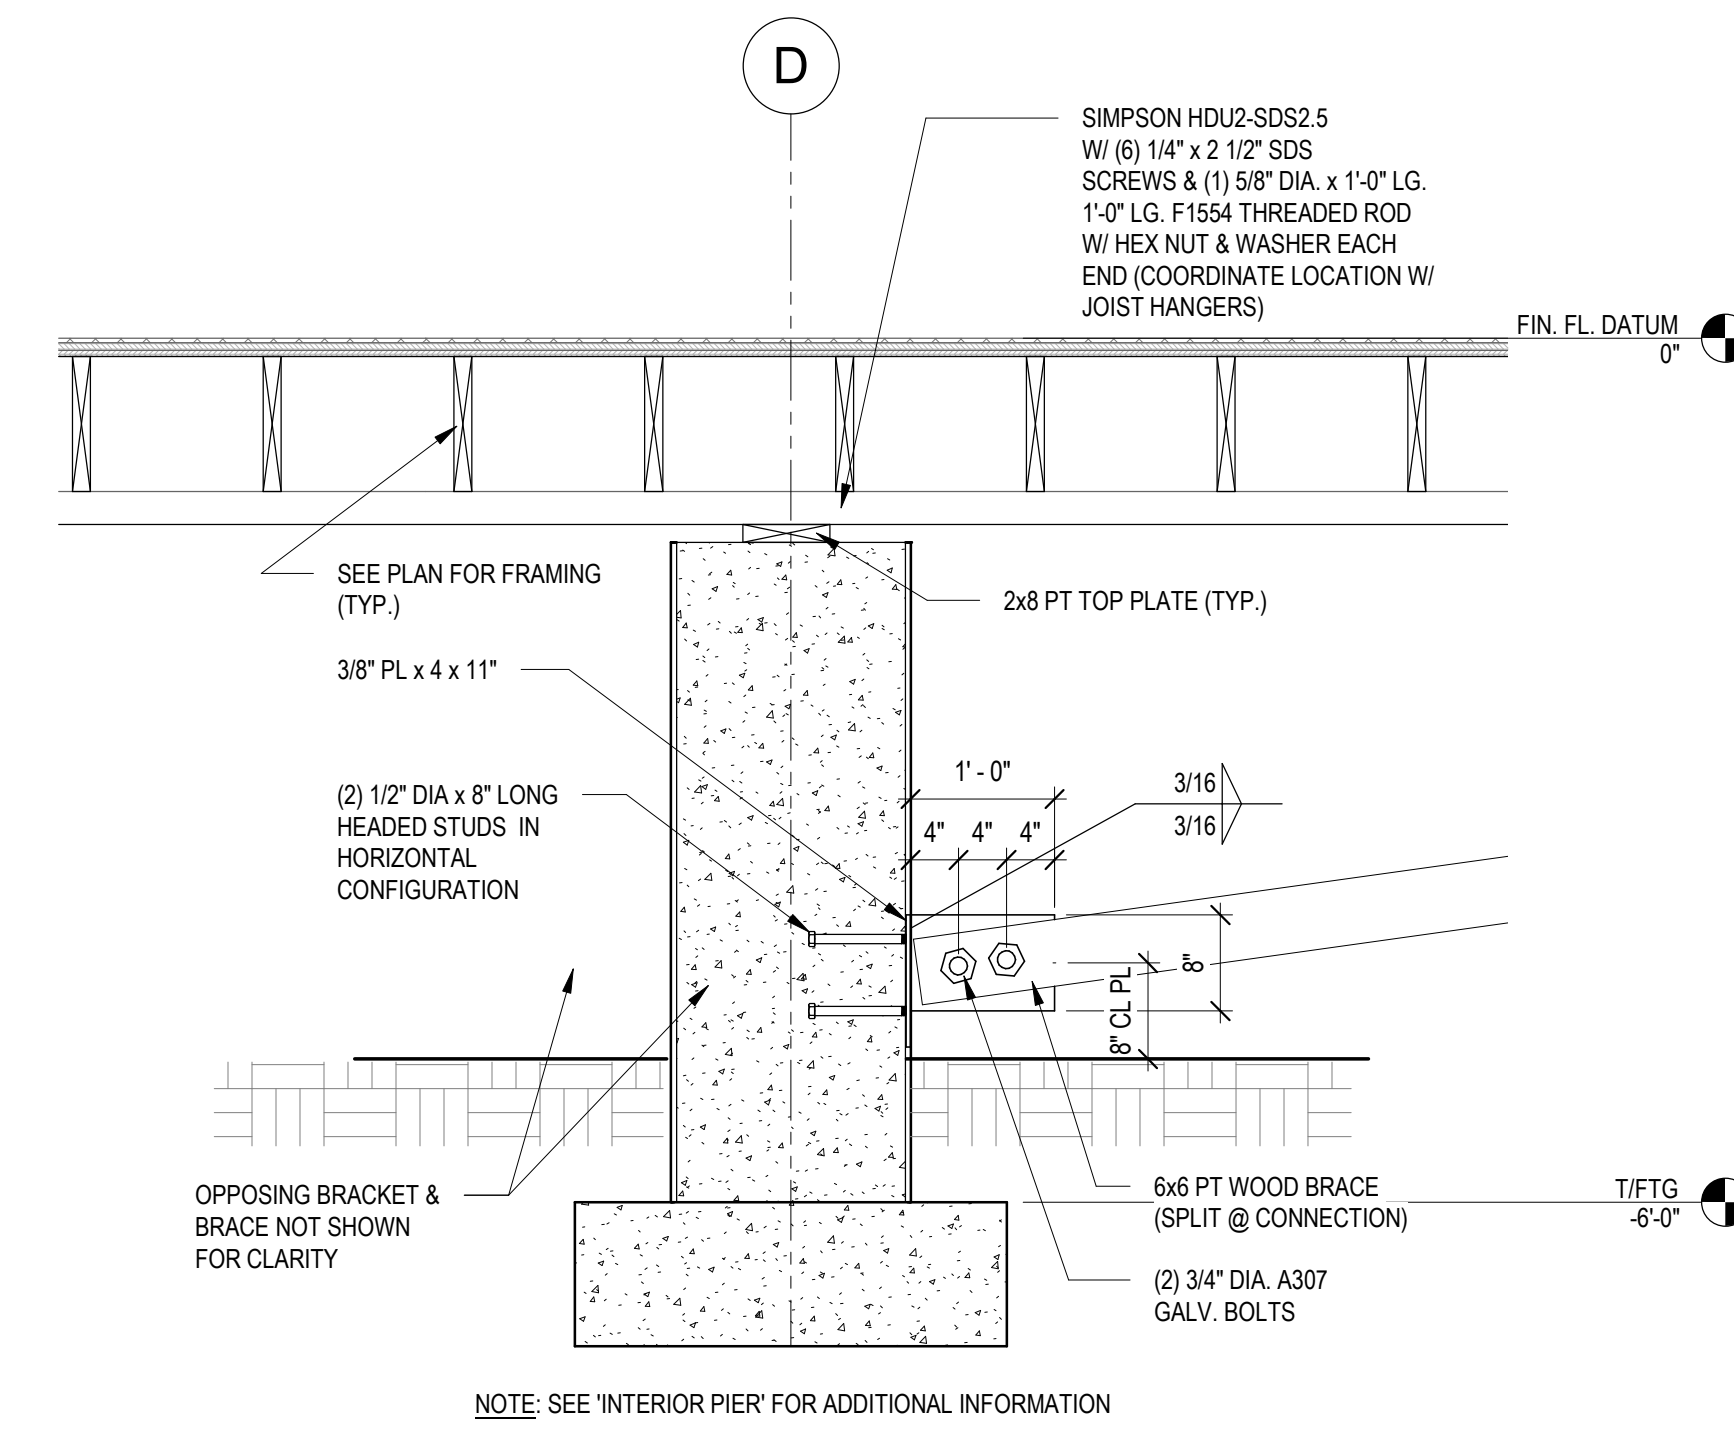 D
SIMPSON HDU2-SDS2.5
W/ (6) 1/4" x 2 1/2" SDS
SCREWS & (1) 5/8" DIA. x 1'-0" LG.
1'-0" LG. F1554 THREADED ROD
W/ HEX NUT & WASHER EACH
END (COORDINATE LOCATION W/
JOIST HANGERS)
FIN. FL. DATUM
0"
SEE PLAN FOR FRAMING
(TYP.)
2x8 PT TOP PLATE (TYP.)
3/8" PL x 4 x 11"
(2) 1/2" DIA x 8" LONG
HEADED STUDS IN
HORIZONTAL
CONFIGURATION
1' - 0"
4" 4" 4"
3/16
3/16
8"
8" CL PL
OPPOSING BRACKET &
BRACE NOT SHOWN
FOR CLARITY
6x6 PT WOOD BRACE
(SPLIT @ CONNECTION)
(2) 3/4" DIA. A307
GALV. BOLTS
T/FTG
-6'-0"
NOTE: SEE 'INTERIOR PIER' FOR ADDITIONAL INFORMATION